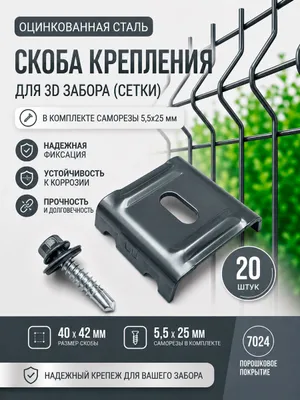 ОЦИНКОВАННАЯ СТАЛЬ
СКОБА КРЕПЛЕНИЯ
ДЛЯ 3D ЗАБОРА (СЕТКИ)
В КОМПЛЕКТЕ САМОРЕЗЫ 5,5х25 мм
НАДЕЖНАЯ
ФИКСАЦИЯ
УСТОЙЧИВОСТЬ
К КОРРОЗИИ
ПРОЧНОСТЬ
И ДОЛГОВЕЧНОСТЬ
20
ШТУК
40 х 42 мм
РАЗМЕР СКОБЫ
5,5 х 25 мм
САМОРЕЗЫ В КОМПЛЕКТЕ
7024
ПОРОШКОВОЕ
ПОКРЫТИЕ
НАДЕЖНЫЙ КРЕПЕЖ ДЛЯ ВАШЕГО ЗАБОРА